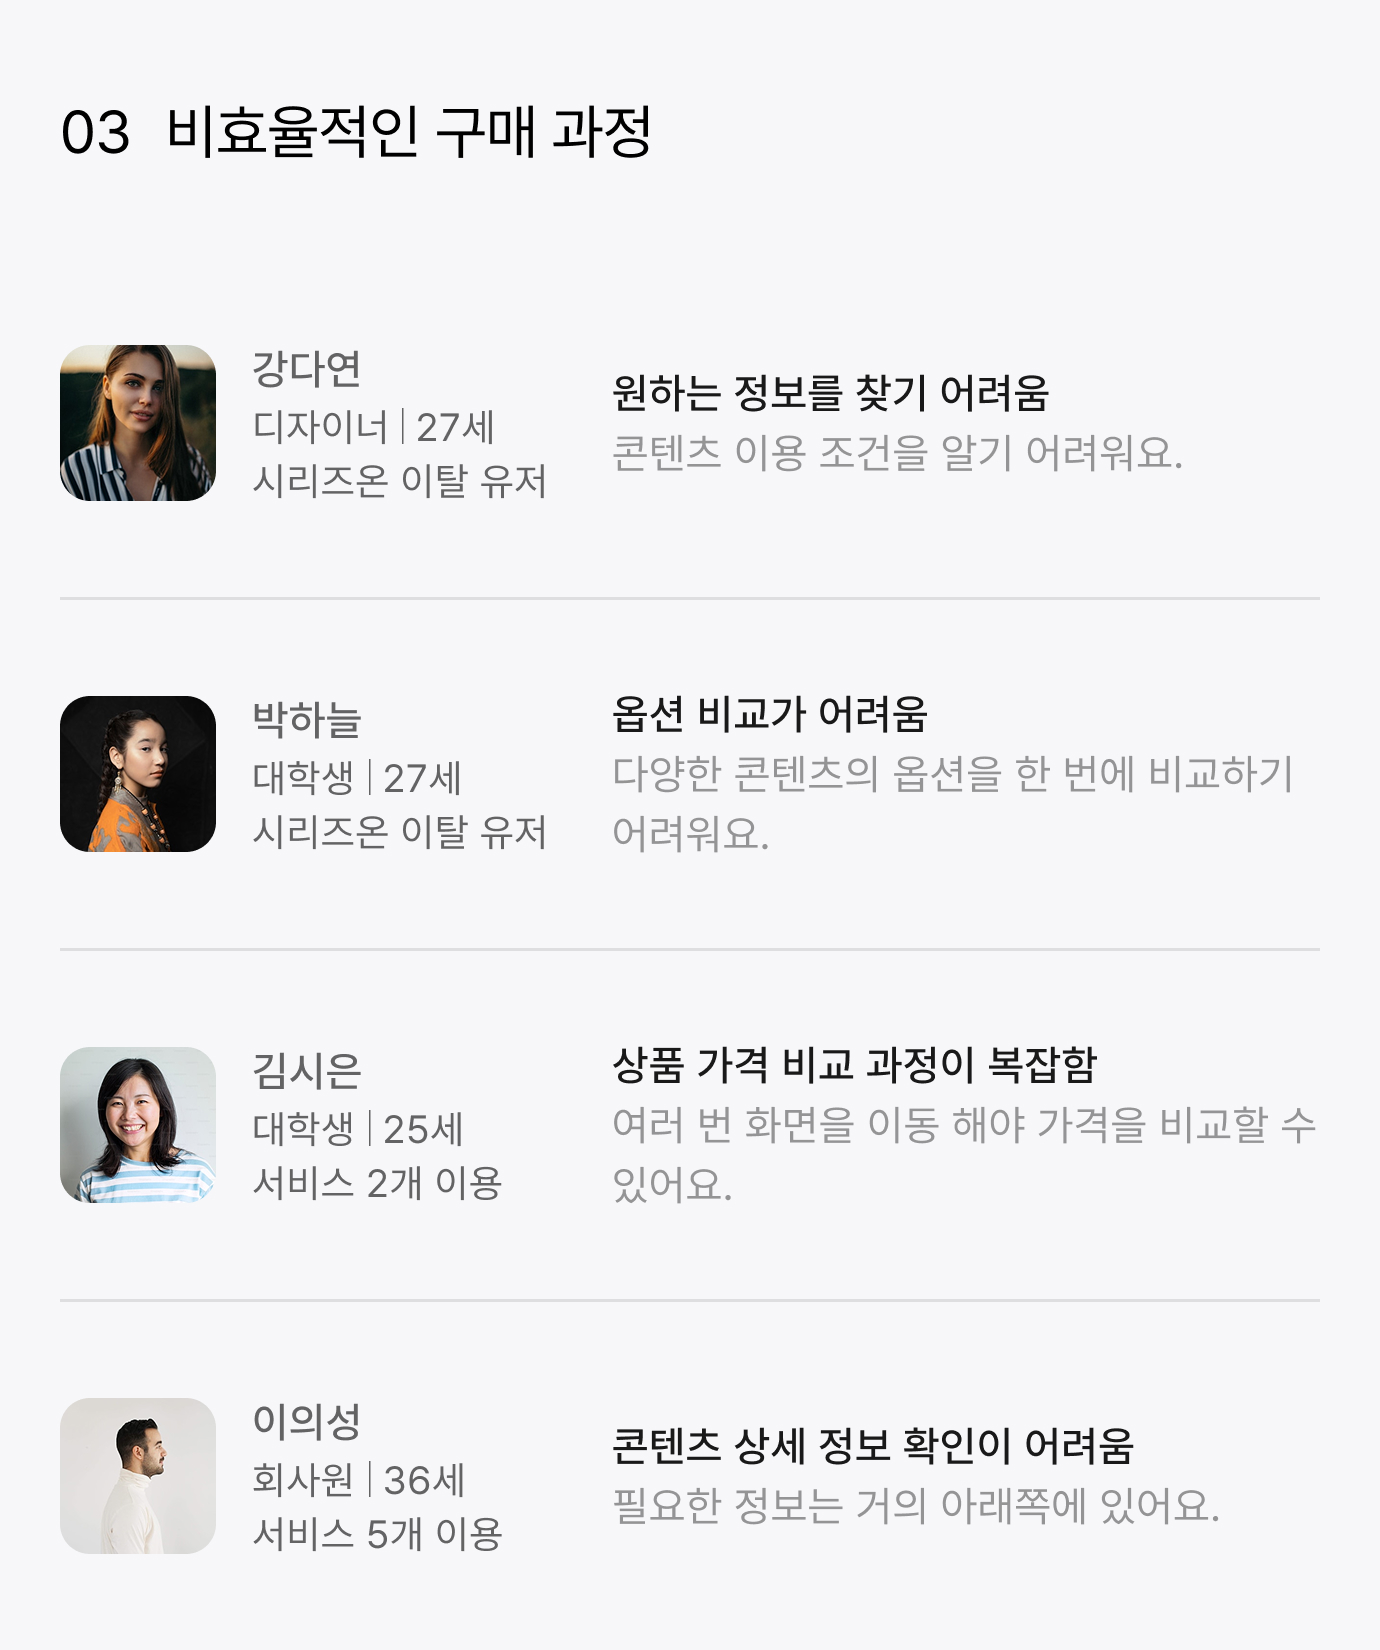 03 비효율적인 구매 과정
강다연
디자이너 | 27세
시리즈온 이탈 유저
원하는 정보를 찾기 어려움
콘텐츠 이용 조건을 알기 어려워요.
박하늘
대학생 | 27세
시리즈온 이탈 유저
옵션 비교가 어려움
다양한 콘텐츠의 옵션을 한 번에 비교하기
어려워요.
김시은
대학생 | 25세
서비스 2개 이용
상품 가격 비교 과정이 복잡함
여러 번 화면을 이동 해야 가격을 비교할 수
있어요.
이의성
회사원 | 36세
서비스 5개 이용
콘텐츠 상세 정보 확인이 어려움
필요한 정보는 거의 아래쪽에 있어요.